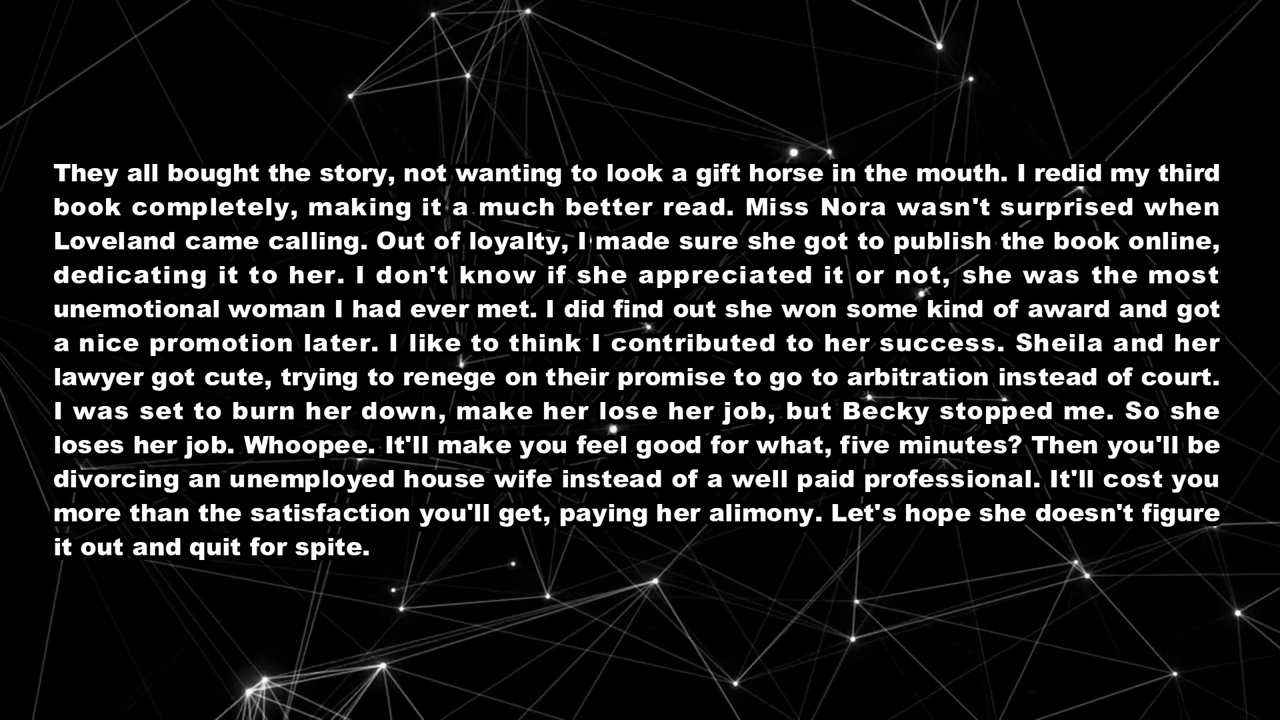 They all bought the story, not wanting to look a gift horse in the mouth. I redid my third
book completely, making it a much better read. Miss Nora wasn't surprised when
Loveland came calling. Out of loyalty, I made sure she got to publish the book online,
dedicating it to her. I don't know if she appreciated it or not, she was the most
unemotional woman I had ever met. I did find out she won some kind of award and got
a nice promotion later. I like to think I contributed to her success. Sheila and her
lawyer got cute, trying to renege on their promise to go to arbitration instead of court.
I was set to burn her down, make her lose her job, but Becky stopped me. So she
loses her job. Whoopee. It'll make you feel good for what, five minutes? Then you'll be
divorcing an unemployed house wife instead of a well paid professional. It'll cost you
more than the satisfaction you'll get, paying her alimony. Let's hope she doesn't figure
it out and quit for spite.